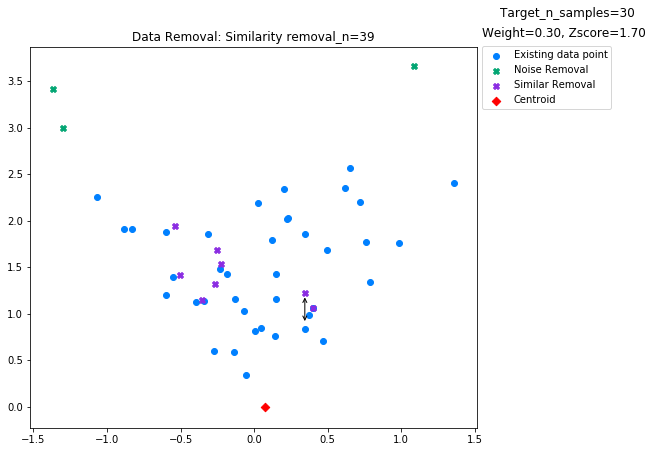 Target_n_samples=30
Weight=0.30, Zscore=1.70
Data Removal: Similarity removal_n=39
Existing data point
Noise Removal
Similar Removal
Centroid
3.5
3.0
2.5
2.0
1.5
1.0
0.5
0.0
−1.5 −1.0 −0.5 0.0 0.5 1.0 1.5